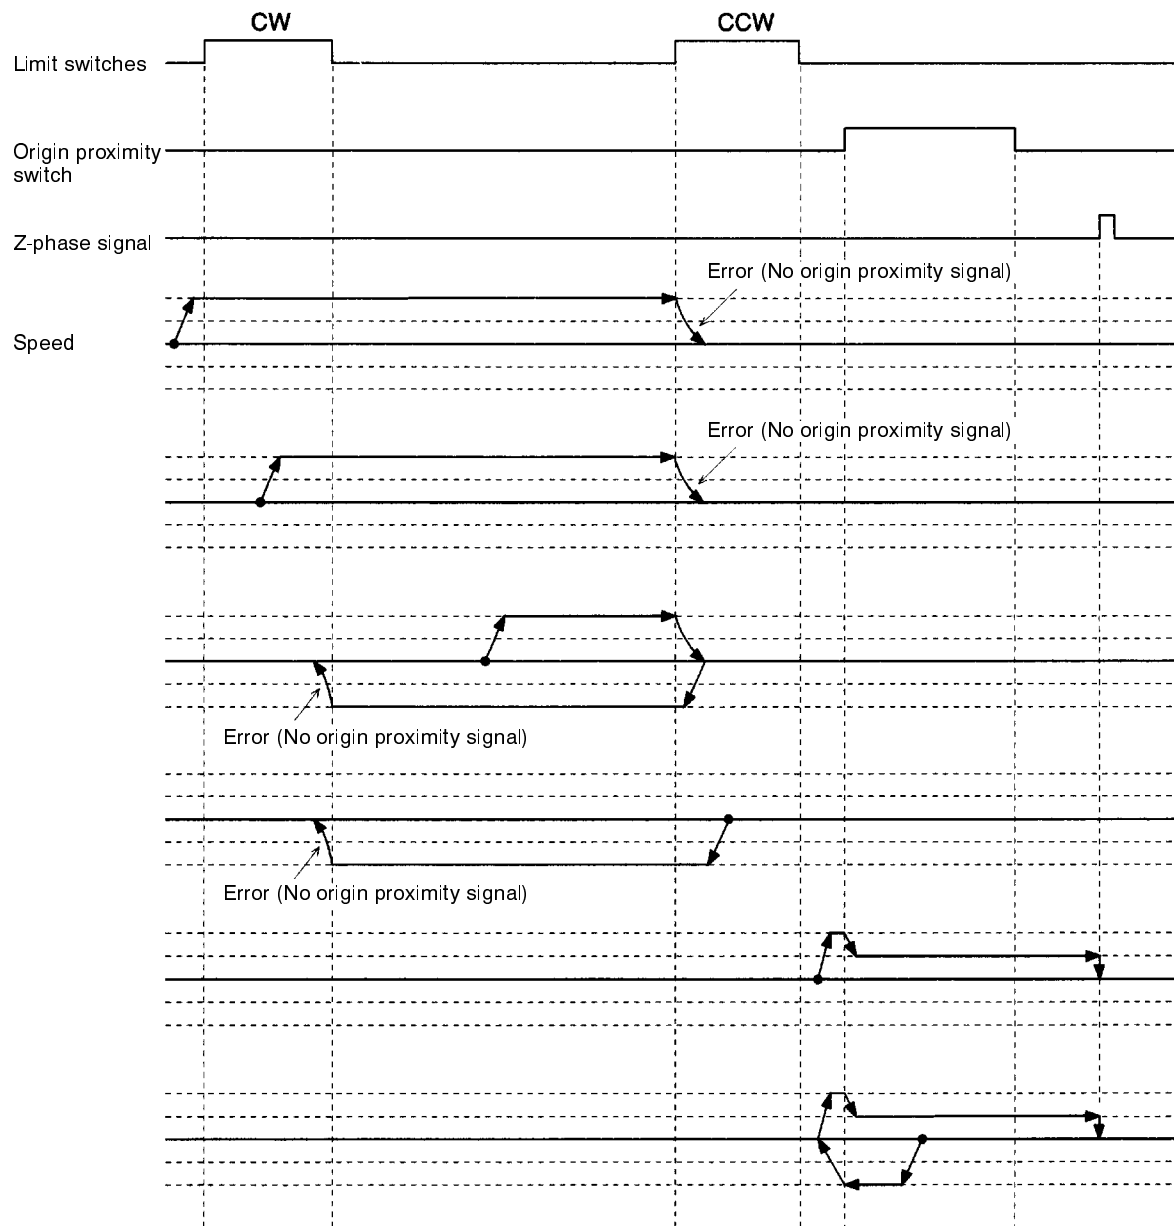 CW
CCW
Limit switches
Origin proximity
switch
Z-phase signal
Error (No origin proximity signal)
Speed
Error (No origin proximity signal)
Error (No origin proximity signal)
Error (No origin proximity signal)